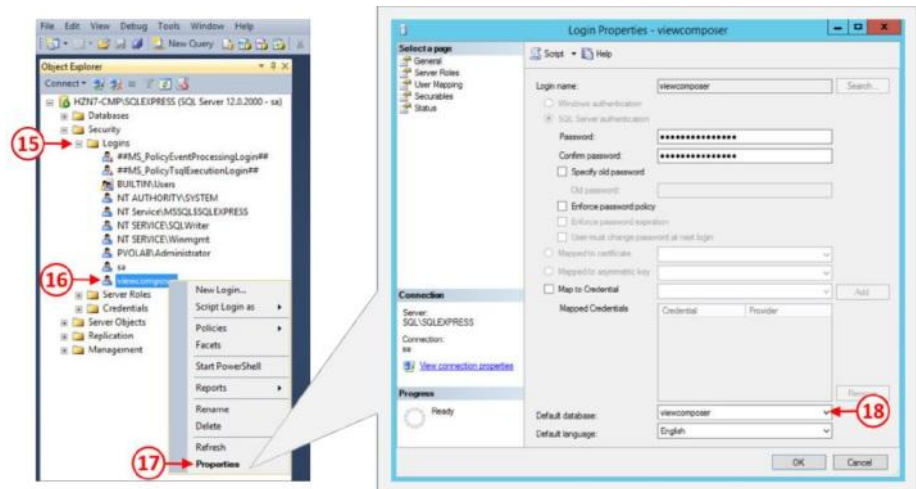 File Edit View Debug Tools Window Help
New Query
Object Explorer
Connect
HZN7-CMP\SQLEXPRESS (SQL Server 12.0.2000 - sa)
Databases
Security
15
Logins
##MS_PolicyEventProcessingLogin##
##MS_PolicyTsqlExecutionLogin##
BUILTIN\Users
NT AUTHORITY\SYSTEM
NT Service\MSSQL$SQLEXPRESS
NT SERVICE\SQLWriter
NT SERVICE\Winmgmt
PVOLAB\Administrator
sa
16
viewcomposer
Server Roles
Credentials
Server Objects
Replication
Management
New Login...
Script Login as
Policies
Facets
Start PowerShell
Reports
Rename
Delete
Refresh
17
Properties
Login Properties - viewcomposer
Select a page
General
Server Roles
User Mapping
Securables
Status
Script Help
Login name: viewcomposer Search...
Windows authentication
SQL Server authentication
Password: ●●●●●●●●●●●●●●●
Confirm password: ●●●●●●●●●●●●●●●
Specify old password
Old password:
Enforce password policy
Enforce password expiration
User must change password at next login
Mapped to certificate
Mapped to asymmetric key
Map to Credential Add
Mapped Credentials Credential Provider
Connection
Server:
SQL\SQLEXPRESS
Connection:
sa
View connection properties
Progress
Ready
Default database: viewcomposer 18
Default language: English
OK Cancel